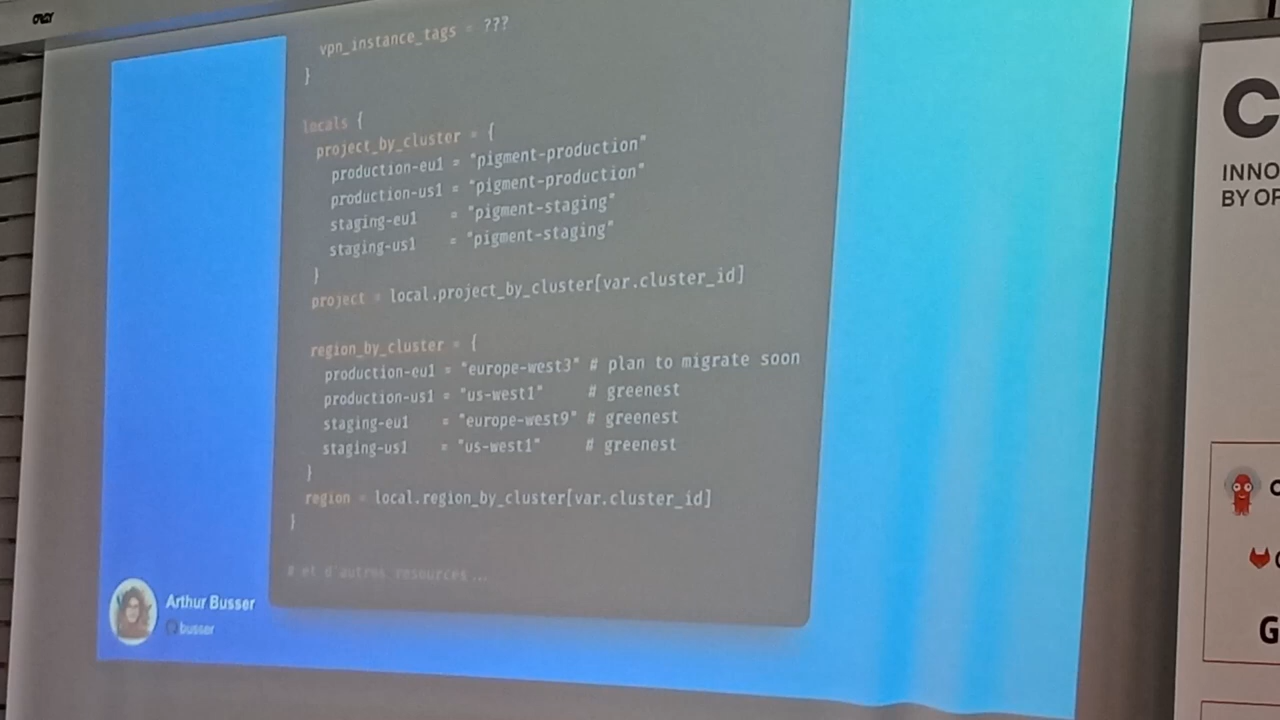 vpn_instance_tags = ???
}
locals {
project_by_cluster = {
production-eu1 = "pigment-production"
production-us1 = "pigment-production"
staging-eu1 = "pigment-staging"
staging-us1 = "pigment-staging"
}
project = local.project_by_cluster[var.cluster_id]
region_by_cluster = {
production-eu1 = "europe-west3" # plan to migrate soon
production-us1 = "us-west1" # greenest
staging-eu1 = "europe-west9" # greenest
staging-us1 = "us-west1" # greenest
}
region = local.region_by_cluster[var.cluster_id]
}
# et d'autres resources ...
Arthur Busser
busser
C
INNO
BY OP
G